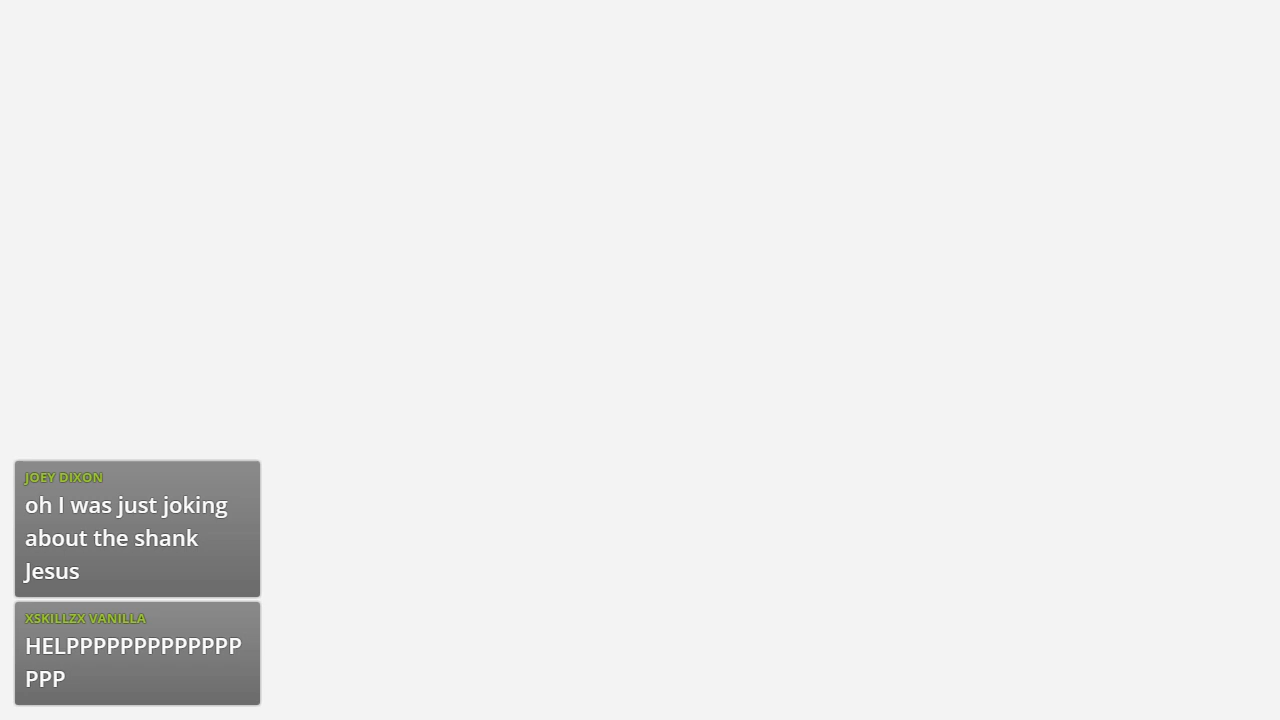 JOEY DIXON
oh I was just joking
about the shank
Jesus
XSKILLZX VANILLA
HELPPPPPPPPPPPPP
PPP